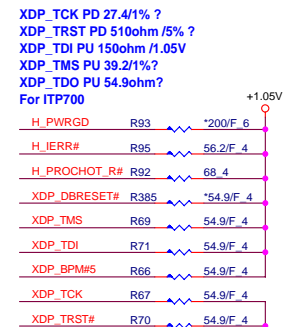 XDP_TCK PD 27.4/1% ?
XDP_TRST PD 510ohm /5% ?
XDP_TDI PU 150ohm /1.05V
XDP_TMS PU 39.2/1%?
XDP_TDO PU 54.9ohm?
For ITP700
+1.05V
H_PWRGD R93 *200/F_6
H_IERR# R95 56.2/F_4
H_PROCHOT_R# R92 68_4
XDP_DBRESET# R385 *54.9/F_4
XDP_TMS R69 54.9/F_4
XDP_TDI R71 54.9/F_4
XDP_BPM#5 R66 54.9/F_4
XDP_TCK R67 54.9/F_4
XDP_TRST# R70 54.9/F_4